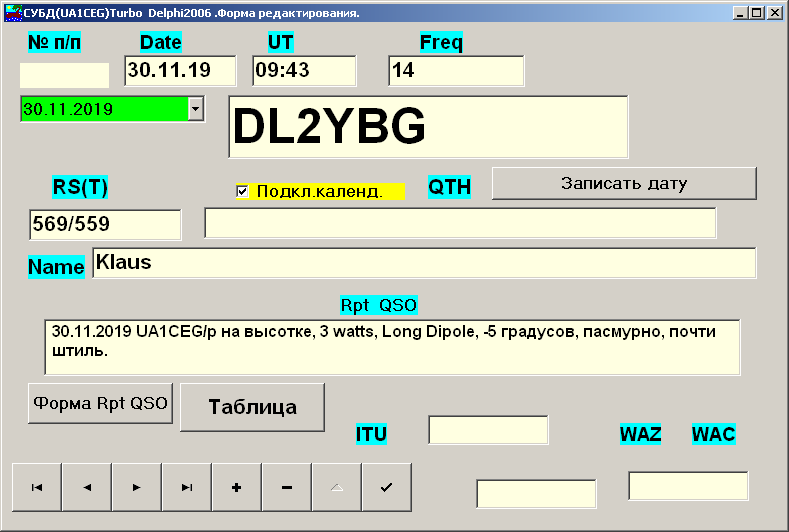 СУБД(UA1CEG)Turbo Delphi2006 .Форма редактирования.
№ п/п Date UT Freq
30.11.19 09:43 14
30.11.2019
DL2YBG
RS(T) Подкл.календ. QTH Записать дату
569/559
Name Klaus
Rpt QSO
30.11.2019 UA1CEG/p на высотке, 3 watts, Long Dipole, -5 градусов, пасмурно, почти
штиль.
Форма Rpt QSO Таблица
ITU WAZ WAC